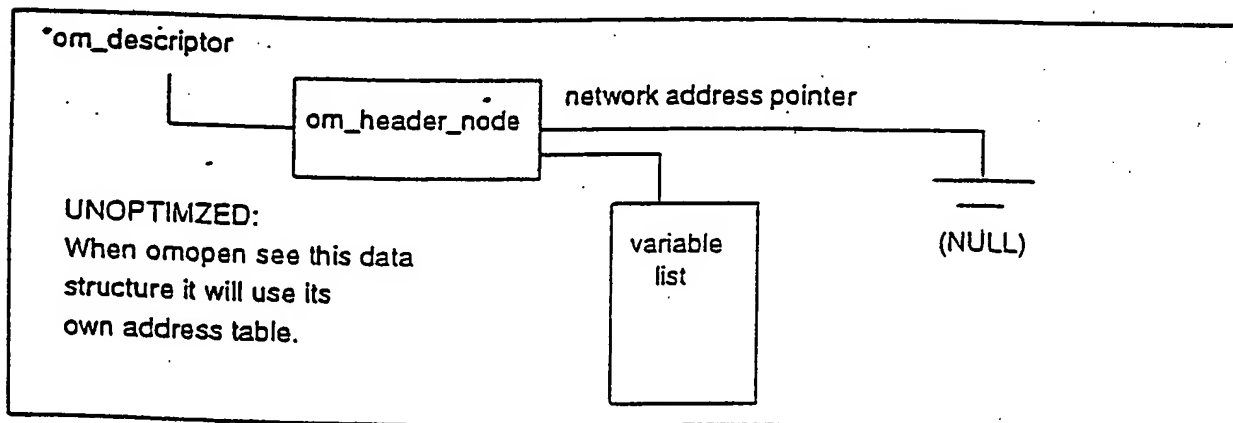 *om_descriptor
network address pointer
om_header_node
UNOPTIMZED:
When omopen see this data
structure it will use its
own address table.
variable
list
(NULL)